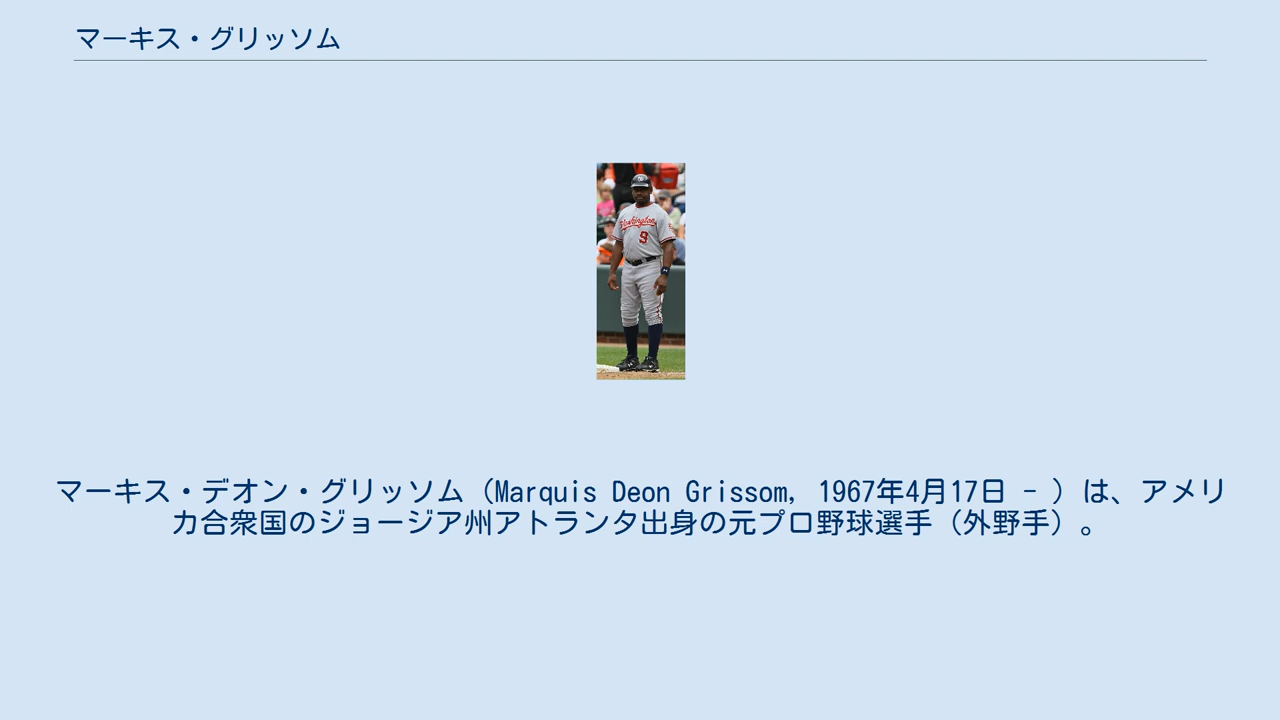 マーキス・グリッソム
Washington
9
マーキス・デオン・グリッソム（Marquis Deon Grissom, 1967年4月17日 - ）は、アメリ
カ合衆国のジョージア州アトランタ出身の元プロ野球選手（外野手）。